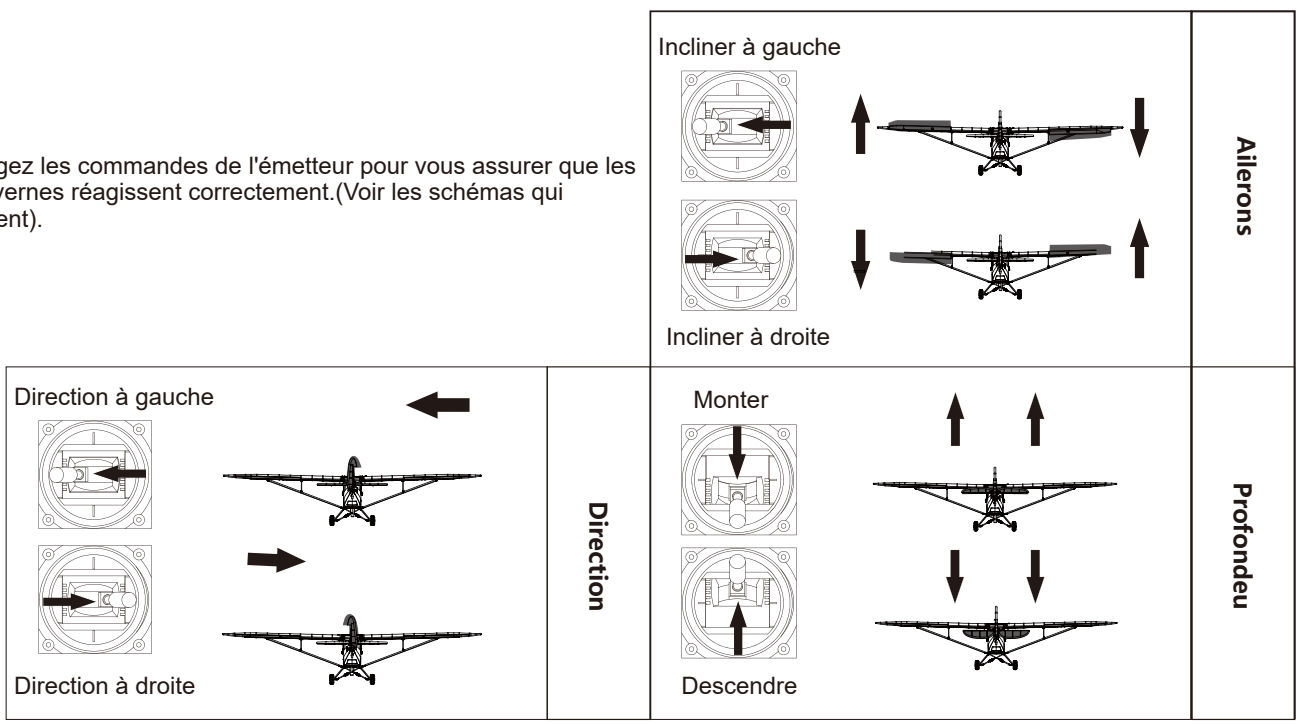 gez les commandes de l'émetteur pour vous assurer que les
vernes réagissent correctement.(Voir les schémas qui
ent).
Incliner à gauche
Incliner à droite
Ailerons
Direction à gauche
Direction à droite
Direction
Monter
Descendre
Profondeu